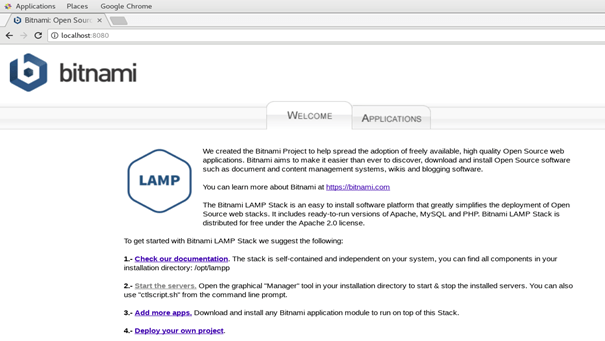 Applications Places Google Chrome
Bitnami: Open Sour
localhost:8080
bitnami
WELCOME APPLICATIONS
LAMP
We created the Bitnami Project to help spread the adoption of freely available, high quality Open Source web
applications. Bitnami aims to make it easier than ever to discover, download and install Open Source software
such as document and content management systems, wikis and blogging software.
You can learn more about Bitnami at https://bitnami.com
The Bitnami LAMP Stack is an easy to install software platform that greatly simplifies the deployment of Open
Source web stacks. It includes ready-to-run versions of Apache, MySQL and PHP. Bitnami LAMP Stack is
distributed for free under the Apache 2.0 license.
To get started with Bitnami LAMP Stack we suggest the following:
1.- Check our documentation. The stack is self-contained and independent on your system, you can find all components in your
installation directory: /opt/lampp
2.- Start the servers. Open the graphical "Manager" tool in your installation directory to start & stop the installed servers. You can also
use "ctlscript.sh" from the command line prompt.
3.- Add more apps. Download and install any Bitnami application module to run on top of this Stack.
4.- Deploy your own project.